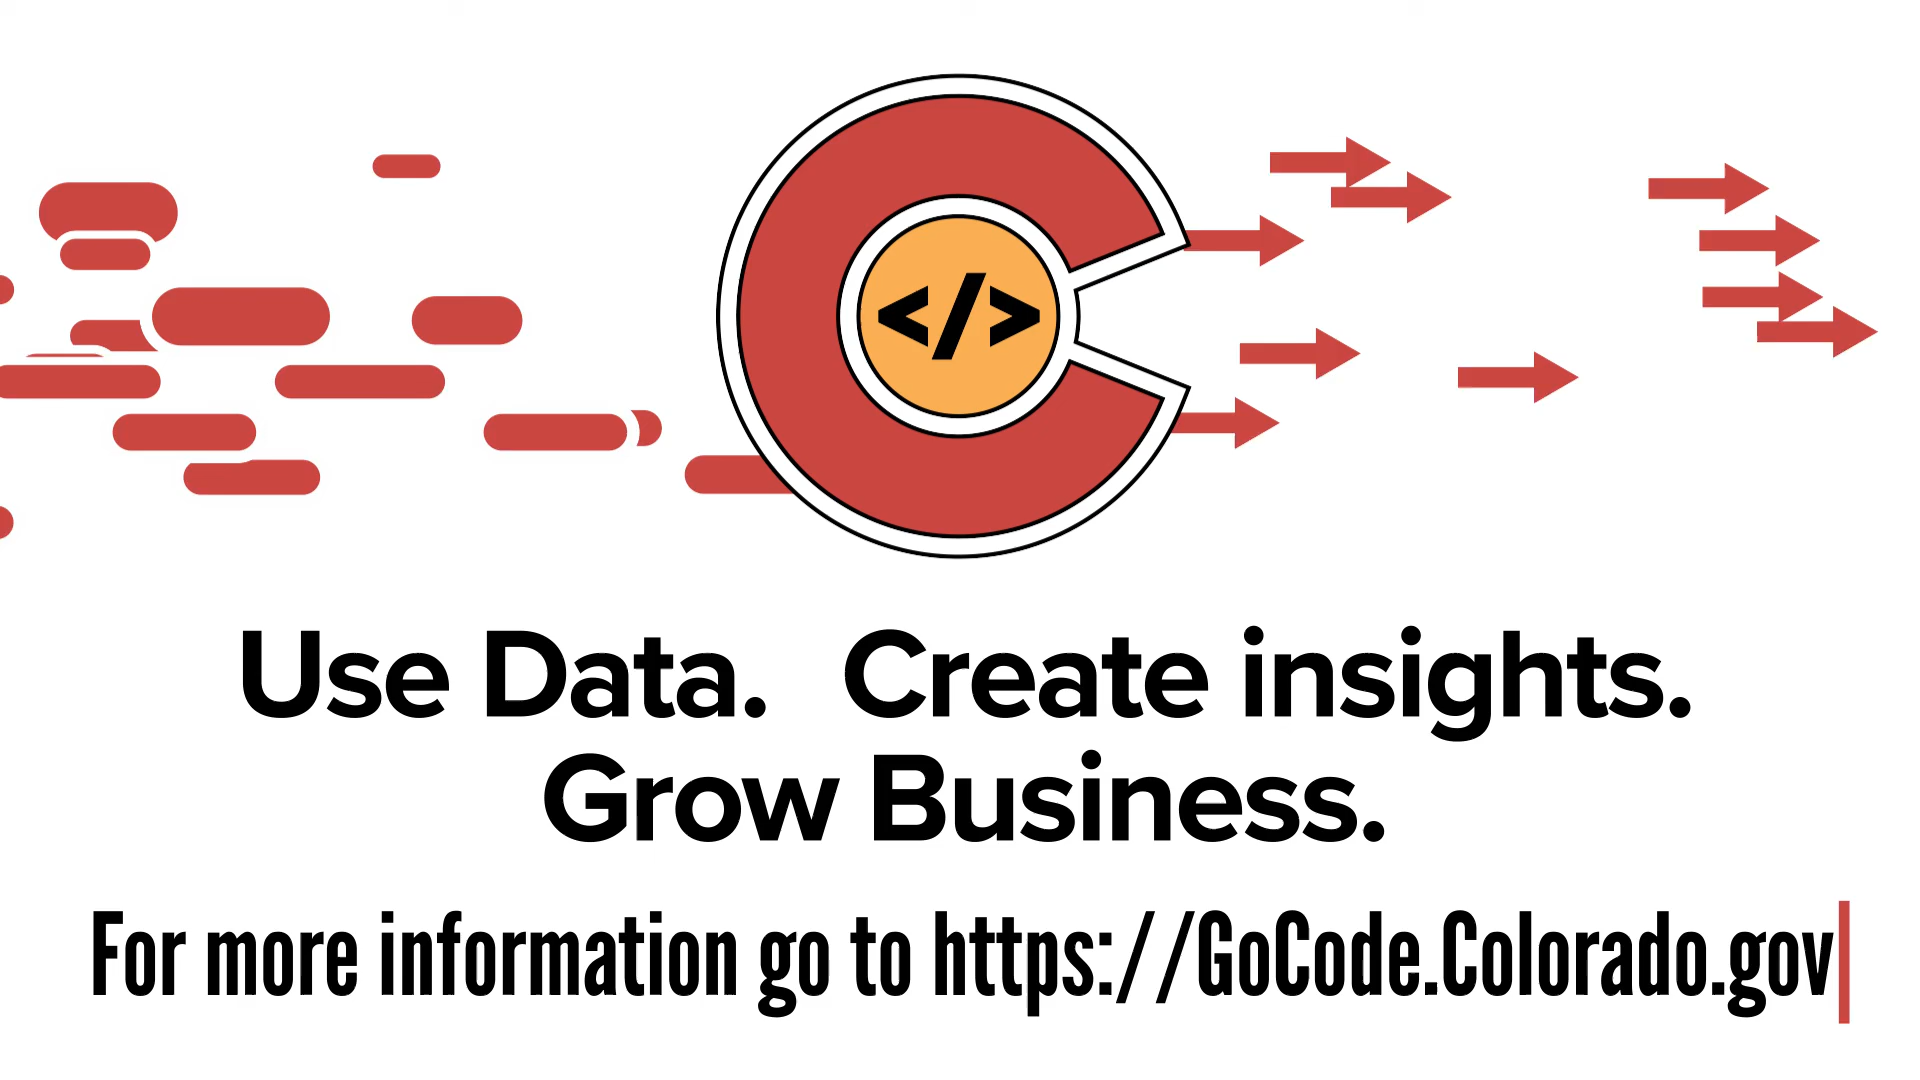 </>
Use Data. Create insights.
Grow Business.
For more information go to https://GoCode.Colorado.gov